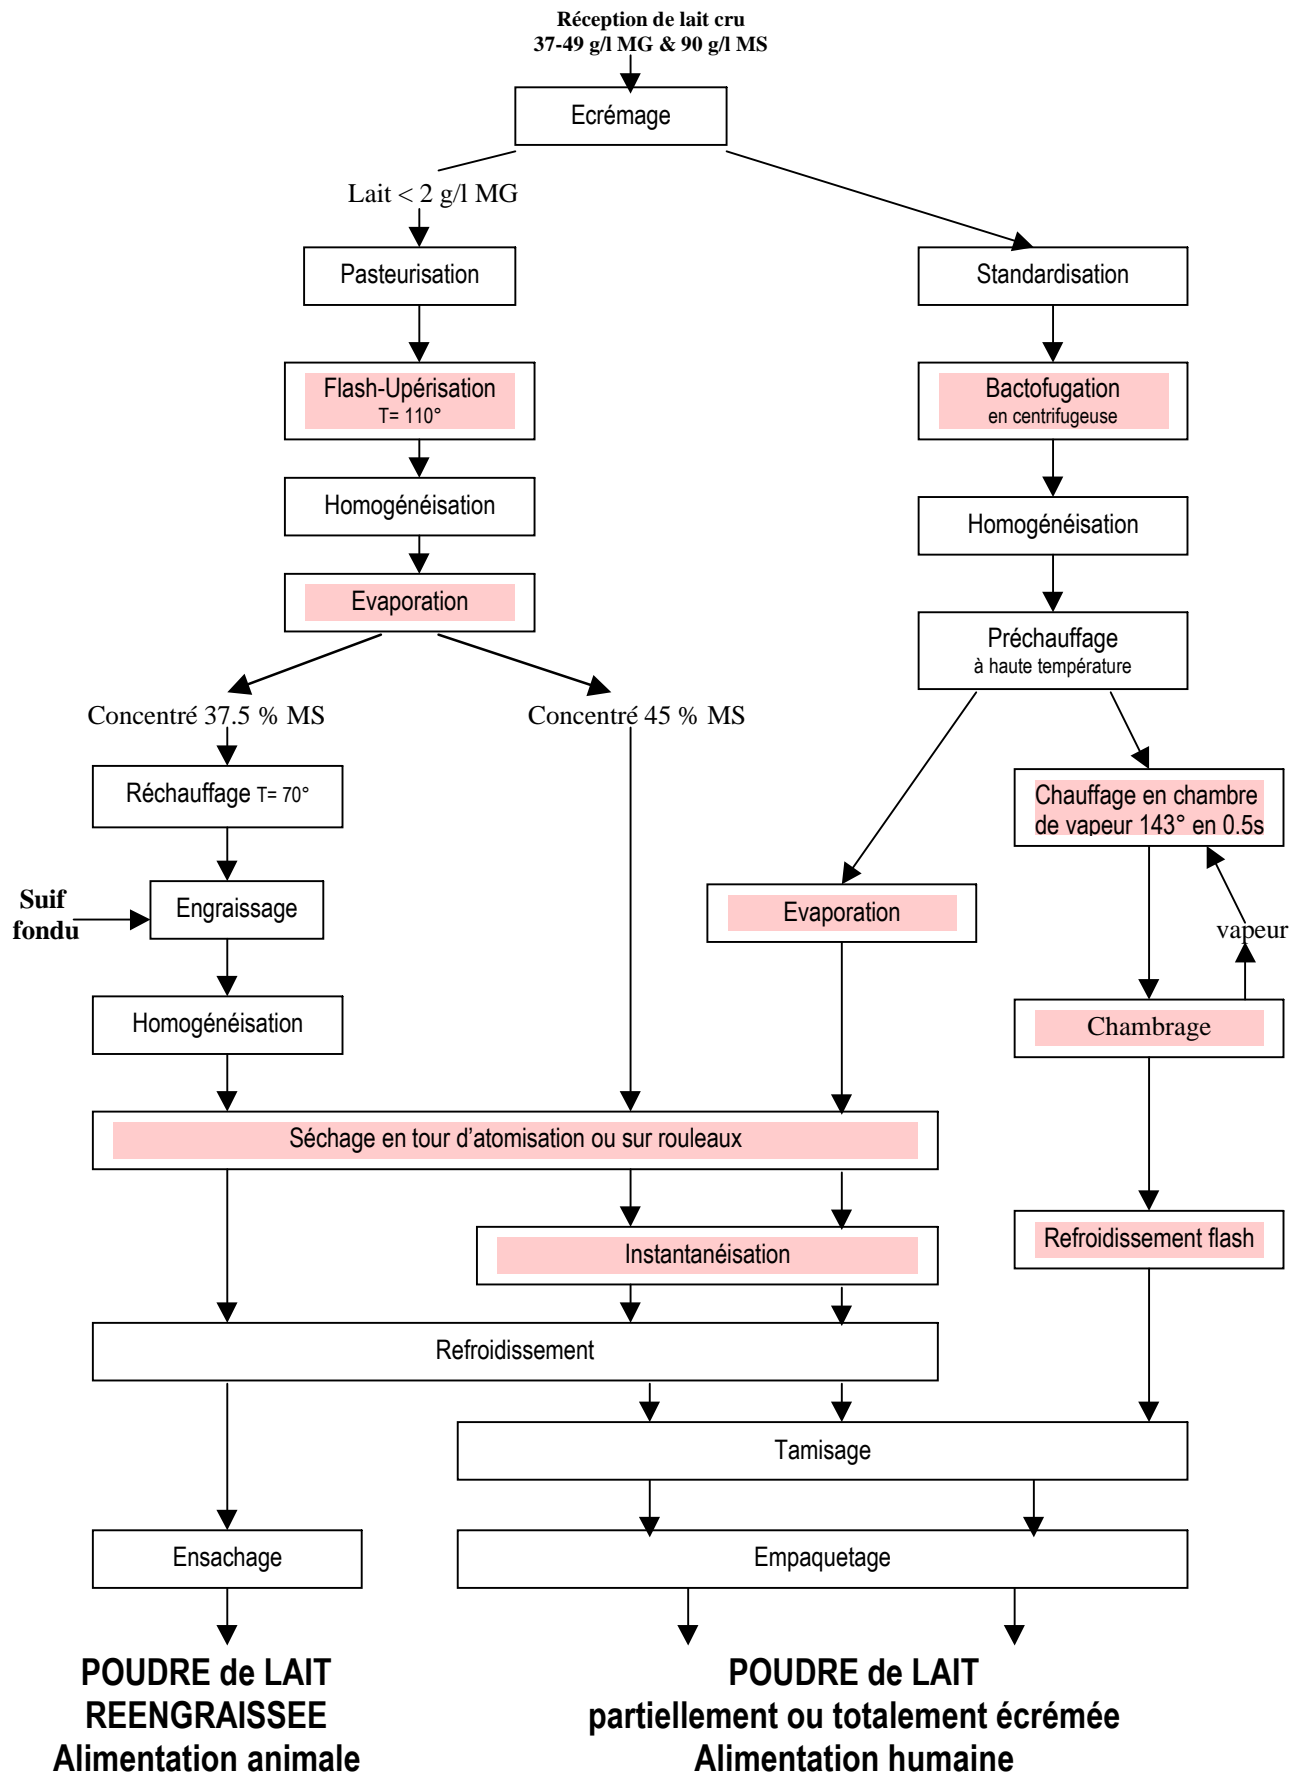 Réception de lait cru
37-49 g/l MG & 90 g/l MS
Ecrémage
Lait < 2 g/l MG
Pasteurisation
Standardisation
Flash-Upérisation
T= 110°
Bactofugation
en centrifugeuse
Homogénéisation
Homogénéisation
Evaporation
Préchauffage
à haute température
Concentré 37.5 % MS
Concentré 45 % MS
Réchauffage T= 70°
Chauffage en chambre
de vapeur 143° en 0.5s
Suif
fondu
Engraissage
Evaporation
vapeur
Homogénéisation
Chambrage
Séchage en tour d'atomisation ou sur rouleaux
Instantanéisation
Refroidissement flash
Refroidissement
Tamisage
Ensachage
Empaquetage
POUDRE de LAIT
REENGRAISSEE
Alimentation animale
POUDRE de LAIT
partiellement ou totalement écrémée
Alimentation humaine